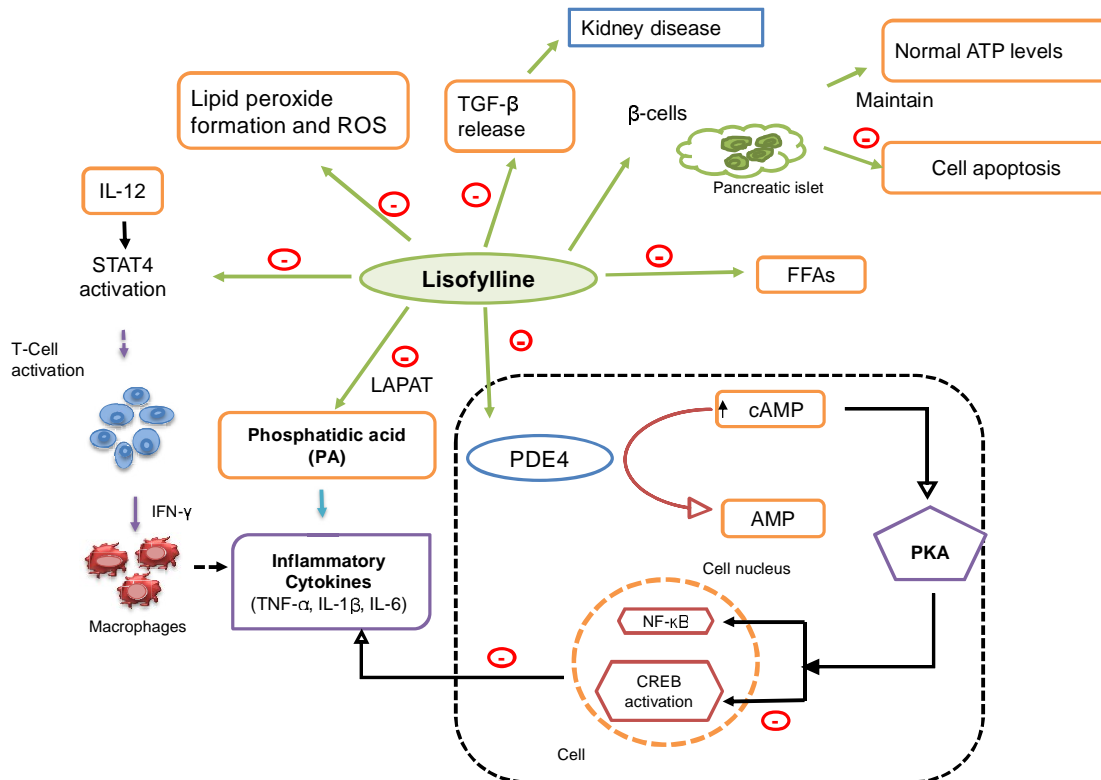 Kidney disease
Normal ATP levels
Lipid peroxide
formation and ROS
TGF-β
release
β-cells
Maintain
-
Cell apoptosis
Pancreatic islet
IL-12
-
-
STAT4
activation
-
Lisofylline
-
FFAs
T-Cell
activation
-
LAPAT
-
Phosphatidic acid
(PA)
cAMP
PDE4
AMP
IFN-γ
PKA
Inflammatory
Cytokines
(TNF-α, IL-1β, IL-6)
Macrophages
Cell nucleus
NF-κB
-
CREB
activation
-
Cell